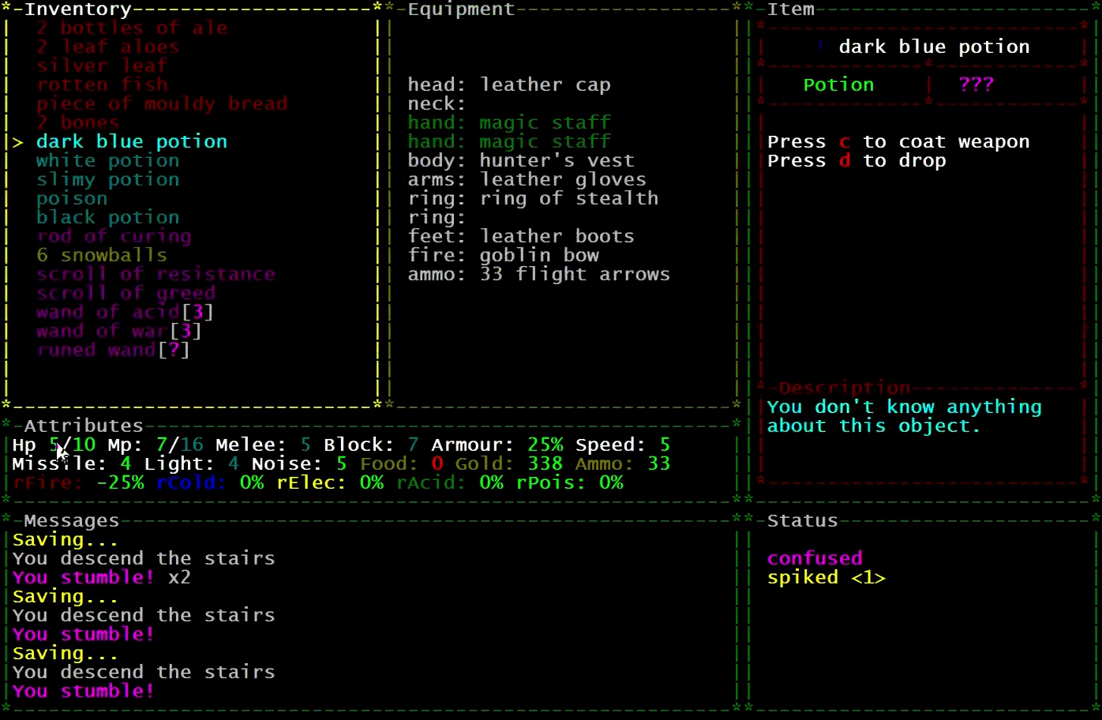 Inventory
2 bottles of ale
2 leaf aloes
silver leaf
rotten fish
piece of mouldy bread
2 bones
> dark blue potion
white potion
slimy potion
poison
black potion
rod of curing
6 snowballs
scroll of resistance
scroll of greed
wand of acid[3]
wand of war[3]
runed wand[?]
Equipment
head: leather cap
neck:
hand: magic staff
hand: magic staff
body: hunter's vest
arms: leather gloves
ring: ring of stealth
ring:
feet: leather boots
fire: goblin bow
ammo: 33 flight arrows
Item
dark blue potion
Potion | ???
Press c to coat weapon
Press d to drop
Description
You don't know anything
about this object.
Attributes
Hp 5/10 Mp: 7/16 Melee: 5 Block: 7 Armour: 25% Speed: 5
Missile: 4 Light: 4 Noise: 5 Food: 0 Gold: 338 Ammo: 33
rFire: -25% rCold: 0% rElec: 0% rAcid: 0% rPois: 0%
Messages
Saving...
You descend the stairs
You stumble! x2
Saving...
You descend the stairs
You stumble!
Saving...
You descend the stairs
You stumble!
Status
confused
spiked <1>